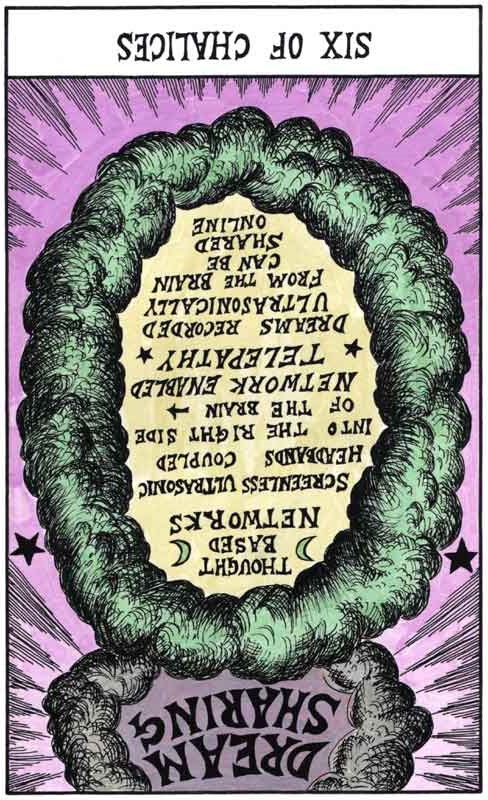 DREAM
SHARING
THOUGHT
BASED
NETWORKS
SCREENLESS ULTRASONIC
HEADBANDS COUPLED
INTO THE RIGHT SIDE
OF THE BRAIN
NETWORK ENABLED
TELEPATHY
DREAMS RECORDED
ULTRASONICALLY
FROM THE BRAIN
CAN BE
SHARED
ONLINE
SIX OF CHALICES